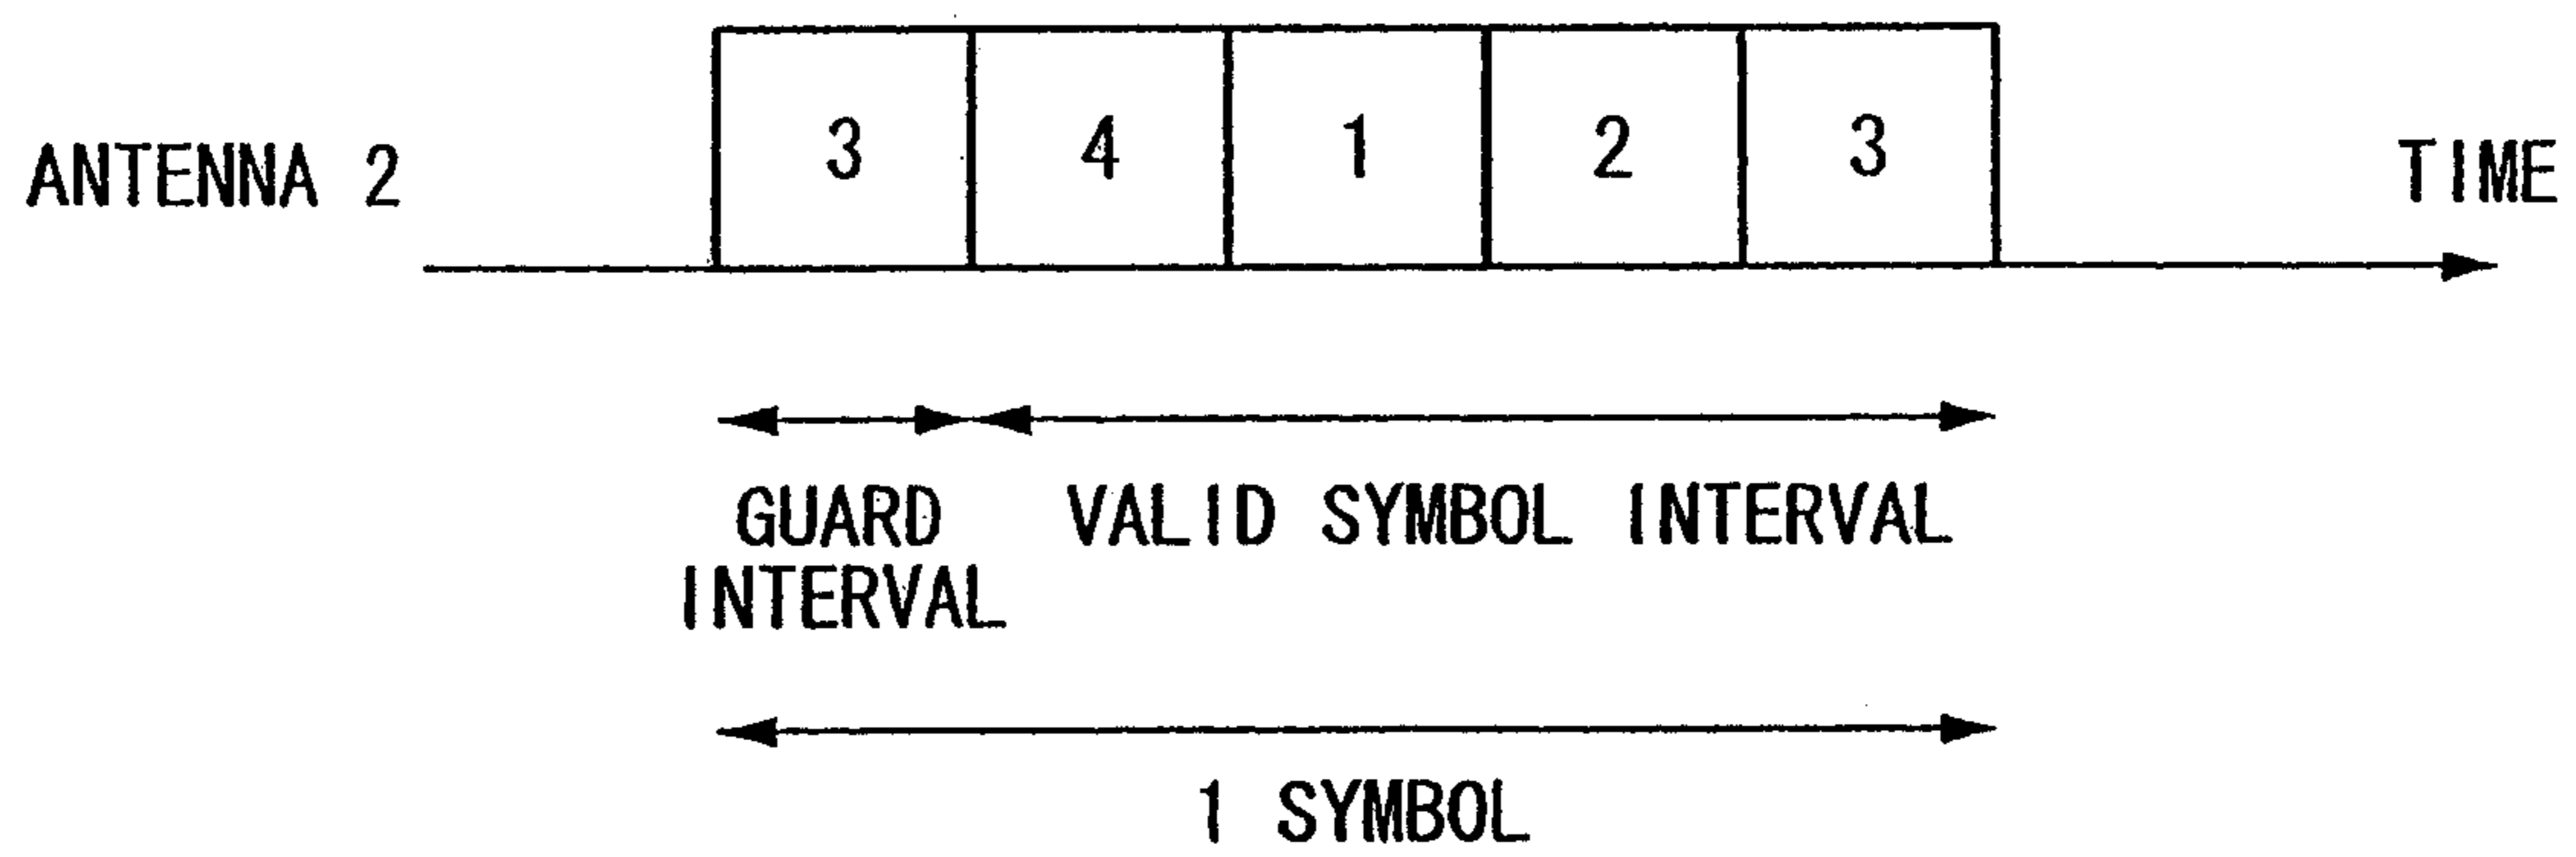 ANTENNA 2 3 4 1 2 3 TIME
GUARD VALID SYMBOL INTERVAL
INTERVAL
1 SYMBOL